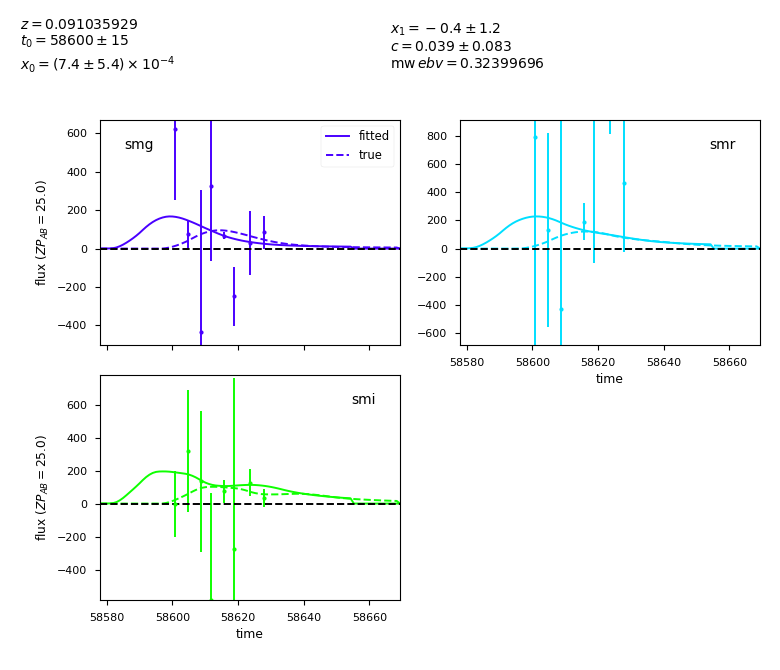 z = 0.091035929
t₀ = 58600 ± 15
x₀ = (7.4 ± 5.4) × 10⁻⁴
x₁ = −0.4 ± 1.2
c = 0.039 ± 0.083
mw ebv = 0.32399696
smg
fitted
true
600
400
200
0
−200
−400
flux (ZP_AB = 25.0)
smr
800
600
400
200
0
−200
−400
−600
58580 58600 58620 58640 58660
time
smi
600
400
200
0
−200
−400
flux (ZP_AB = 25.0)
58580 58600 58620 58640 58660
time